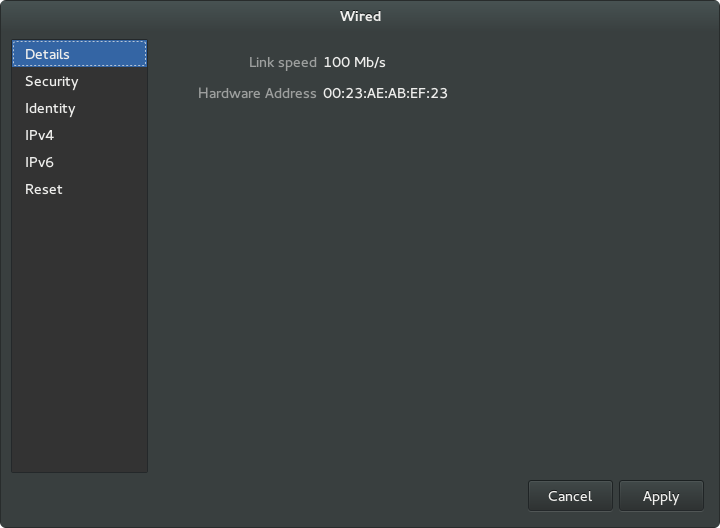 Wired
Details
Security
Identity
IPv4
IPv6
Reset
Link speed 100 Mb/s
Hardware Address 00:23:AE:AB:EF:23
Cancel
Apply